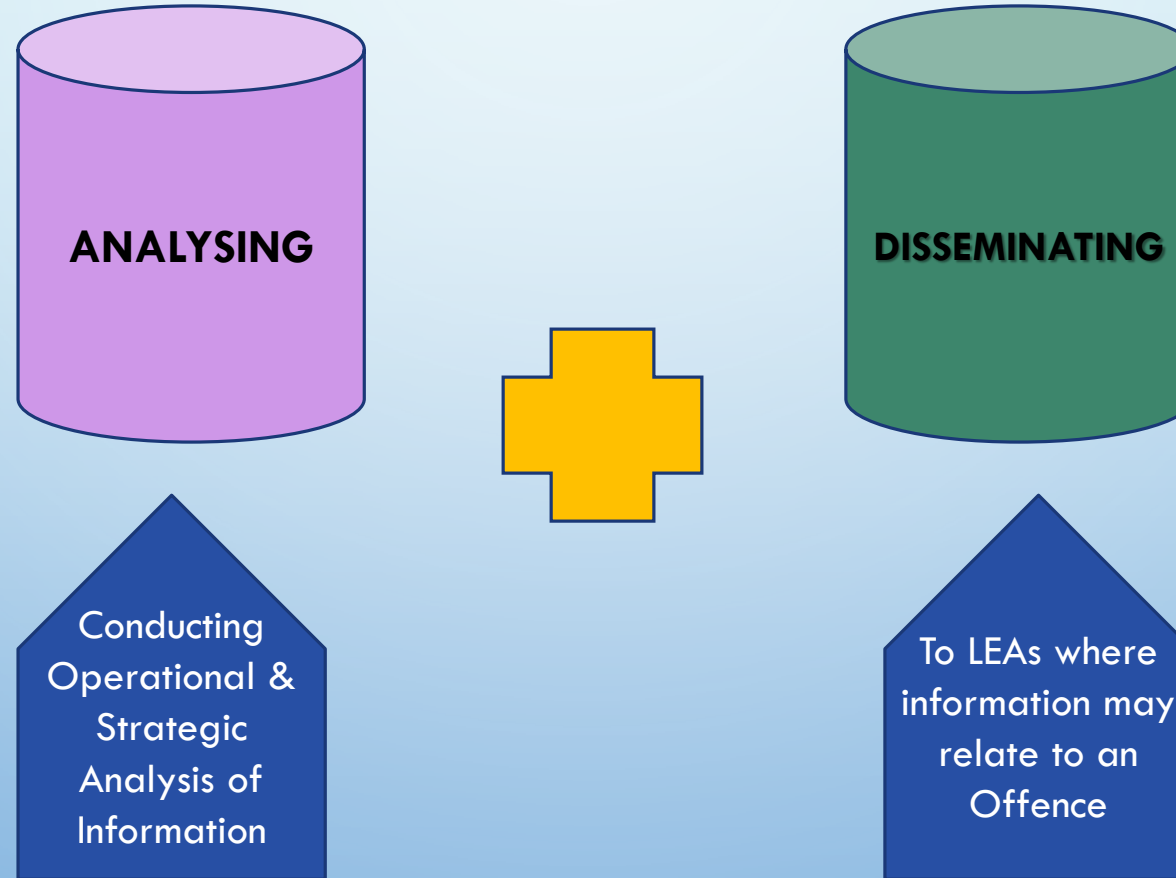 ANALYSING
DISSEMINATING
Conducting
Operational &
Strategic
Analysis of
Information
To LEAs where
information may
relate to an
Offence